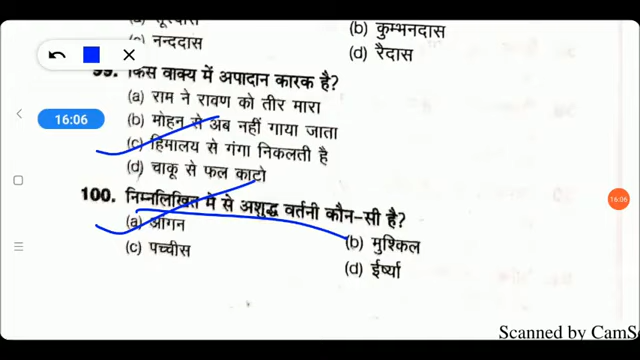 (b) कुम्भनदास
(c) नन्ददास
(d) रैदास
99. किस वाक्य में अपादान कारक है?
(a) राम ने रावण को तीर मारा
(b) मोहन से अब नहीं गाया जाता
(c) हिमालय से गंगा निकलती है
(d) चाकू से फल काटो
100. निम्नलिखित में से अशुद्ध वर्तनी कौन-सी है?
(a) आगन
(b) मुश्किल
(c) पच्चीस
(d) ईर्ष्या
16:06
16:06
Scanned by CamS